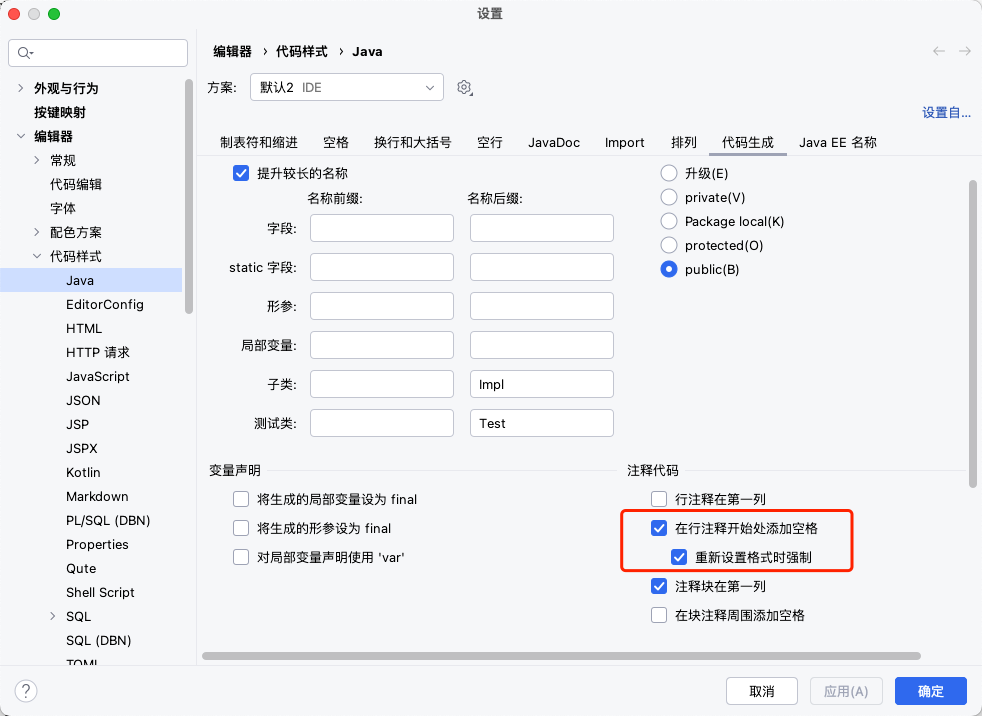 设置
外观与行为
按键映射
编辑器
常规
代码编辑
字体
配色方案
代码样式
Java
EditorConfig
HTML
HTTP 请求
JavaScript
JSON
JSP
JSPX
Kotlin
Markdown
PL/SQL (DBN)
Properties
Qute
Shell Script
SQL
SQL (DBN)
TOML
编辑器 › 代码样式 › Java
方案: 默认2 IDE
设置自...
制表符和缩进 空格 换行和大括号 空行 JavaDoc Import 排列 代码生成 Java EE 名称
提升较长的名称
名称前缀: 名称后缀:
字段:
static 字段:
形参:
局部变量:
子类: Impl
测试类: Test
升级(E)
private(V)
Package local(K)
protected(O)
public(B)
变量声明
将生成的局部变量设为 final
将生成的形参设为 final
对局部变量声明使用 'var'
注释代码
行注释在第一列
在行注释开始处添加空格
重新设置格式时强制
注释块在第一列
在块注释周围添加空格
? 取消 应用(A) 确定